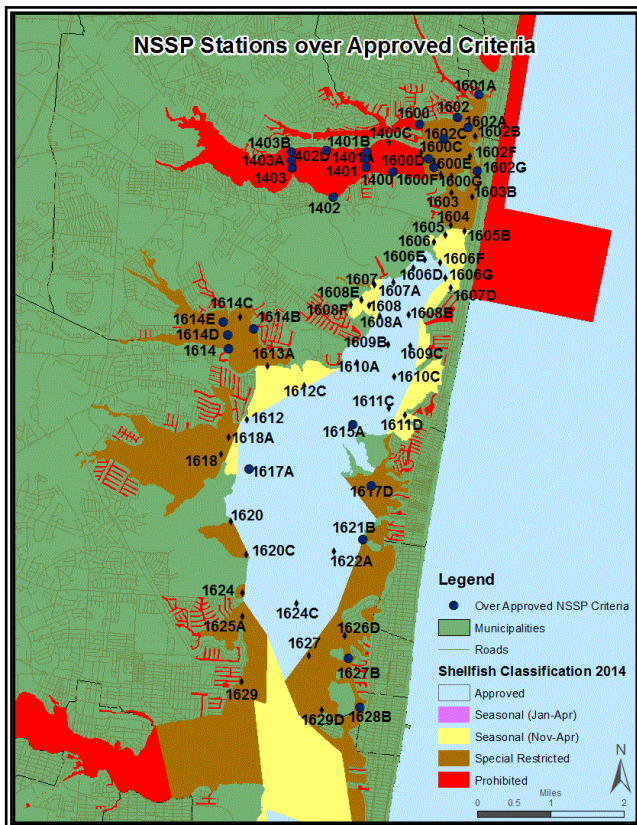 NSSP Stations over Approved Criteria
1601A
1600
1602
1602A
1602B
1400C
1602C
1600C
1403B
1401B
1402D
1401A
1600D
1602F
1403A
1600E
1602G
1403
1401
1400
1600F
1600G
1402
1603
1603B
1604
1605
1605B
1606
1606E
1606F
1606D
1607
1606G
1607A
1608E
1607D
1608F
1608
1614C
1608A
1608B
1614E
1614B
1614D
1609B
1614
1609C
1613A
1610A
1610C
1612C
1611C
1612
1611D
1618A
1615A
1618
1617A
1617D
1620
1621B
1620C
1622A
1624
1624C
1625A
1626D
1627
1627B
1629
1628B
1629D
Legend
Over Approved NSSP Criteria
Municipalities
Roads
Shellfish Classification 2014
Approved
Seasonal (Jan-Apr)
Seasonal (Nov-Apr)
Special Restricted
Prohibited
N
Miles
0 1 2